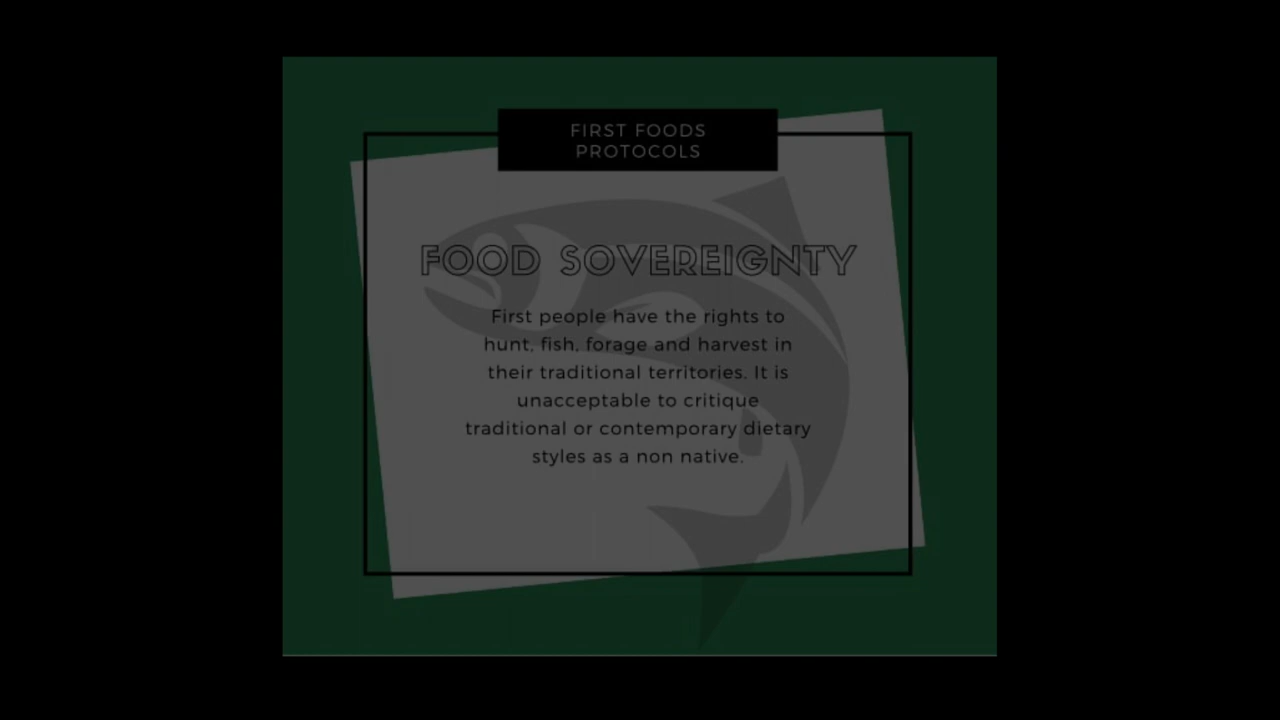 FIRST FOODS
PROTOCOLS
FOOD SOVEREIGNTY
First people have the rights to
hunt, fish, forage and harvest in
their traditional territories. It is
unacceptable to critique
traditional or contemporary dietary
styles as a non native.